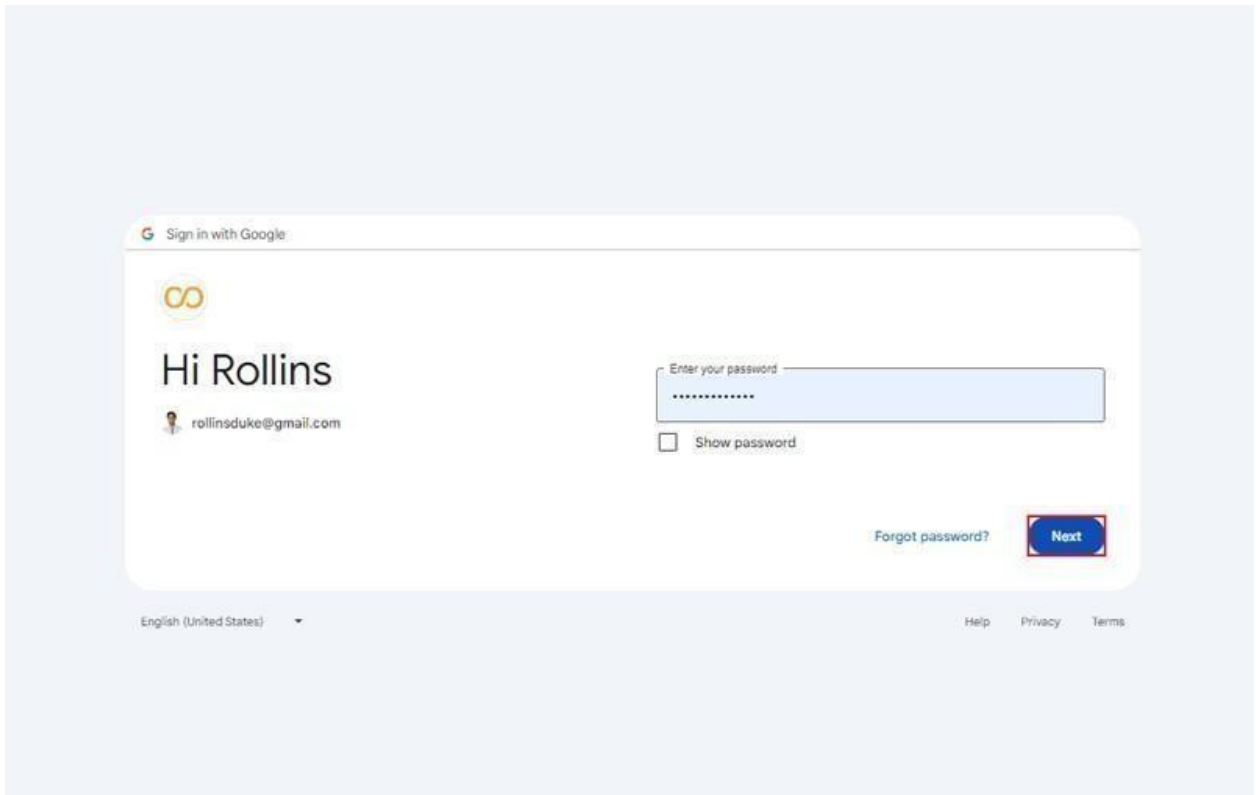 Sign in with Google
Hi Rollins
rollinsduke@gmail.com
Enter your password
•••••••••••••
Show password
Forgot password?
Next
English (United States)
Help Privacy Terms